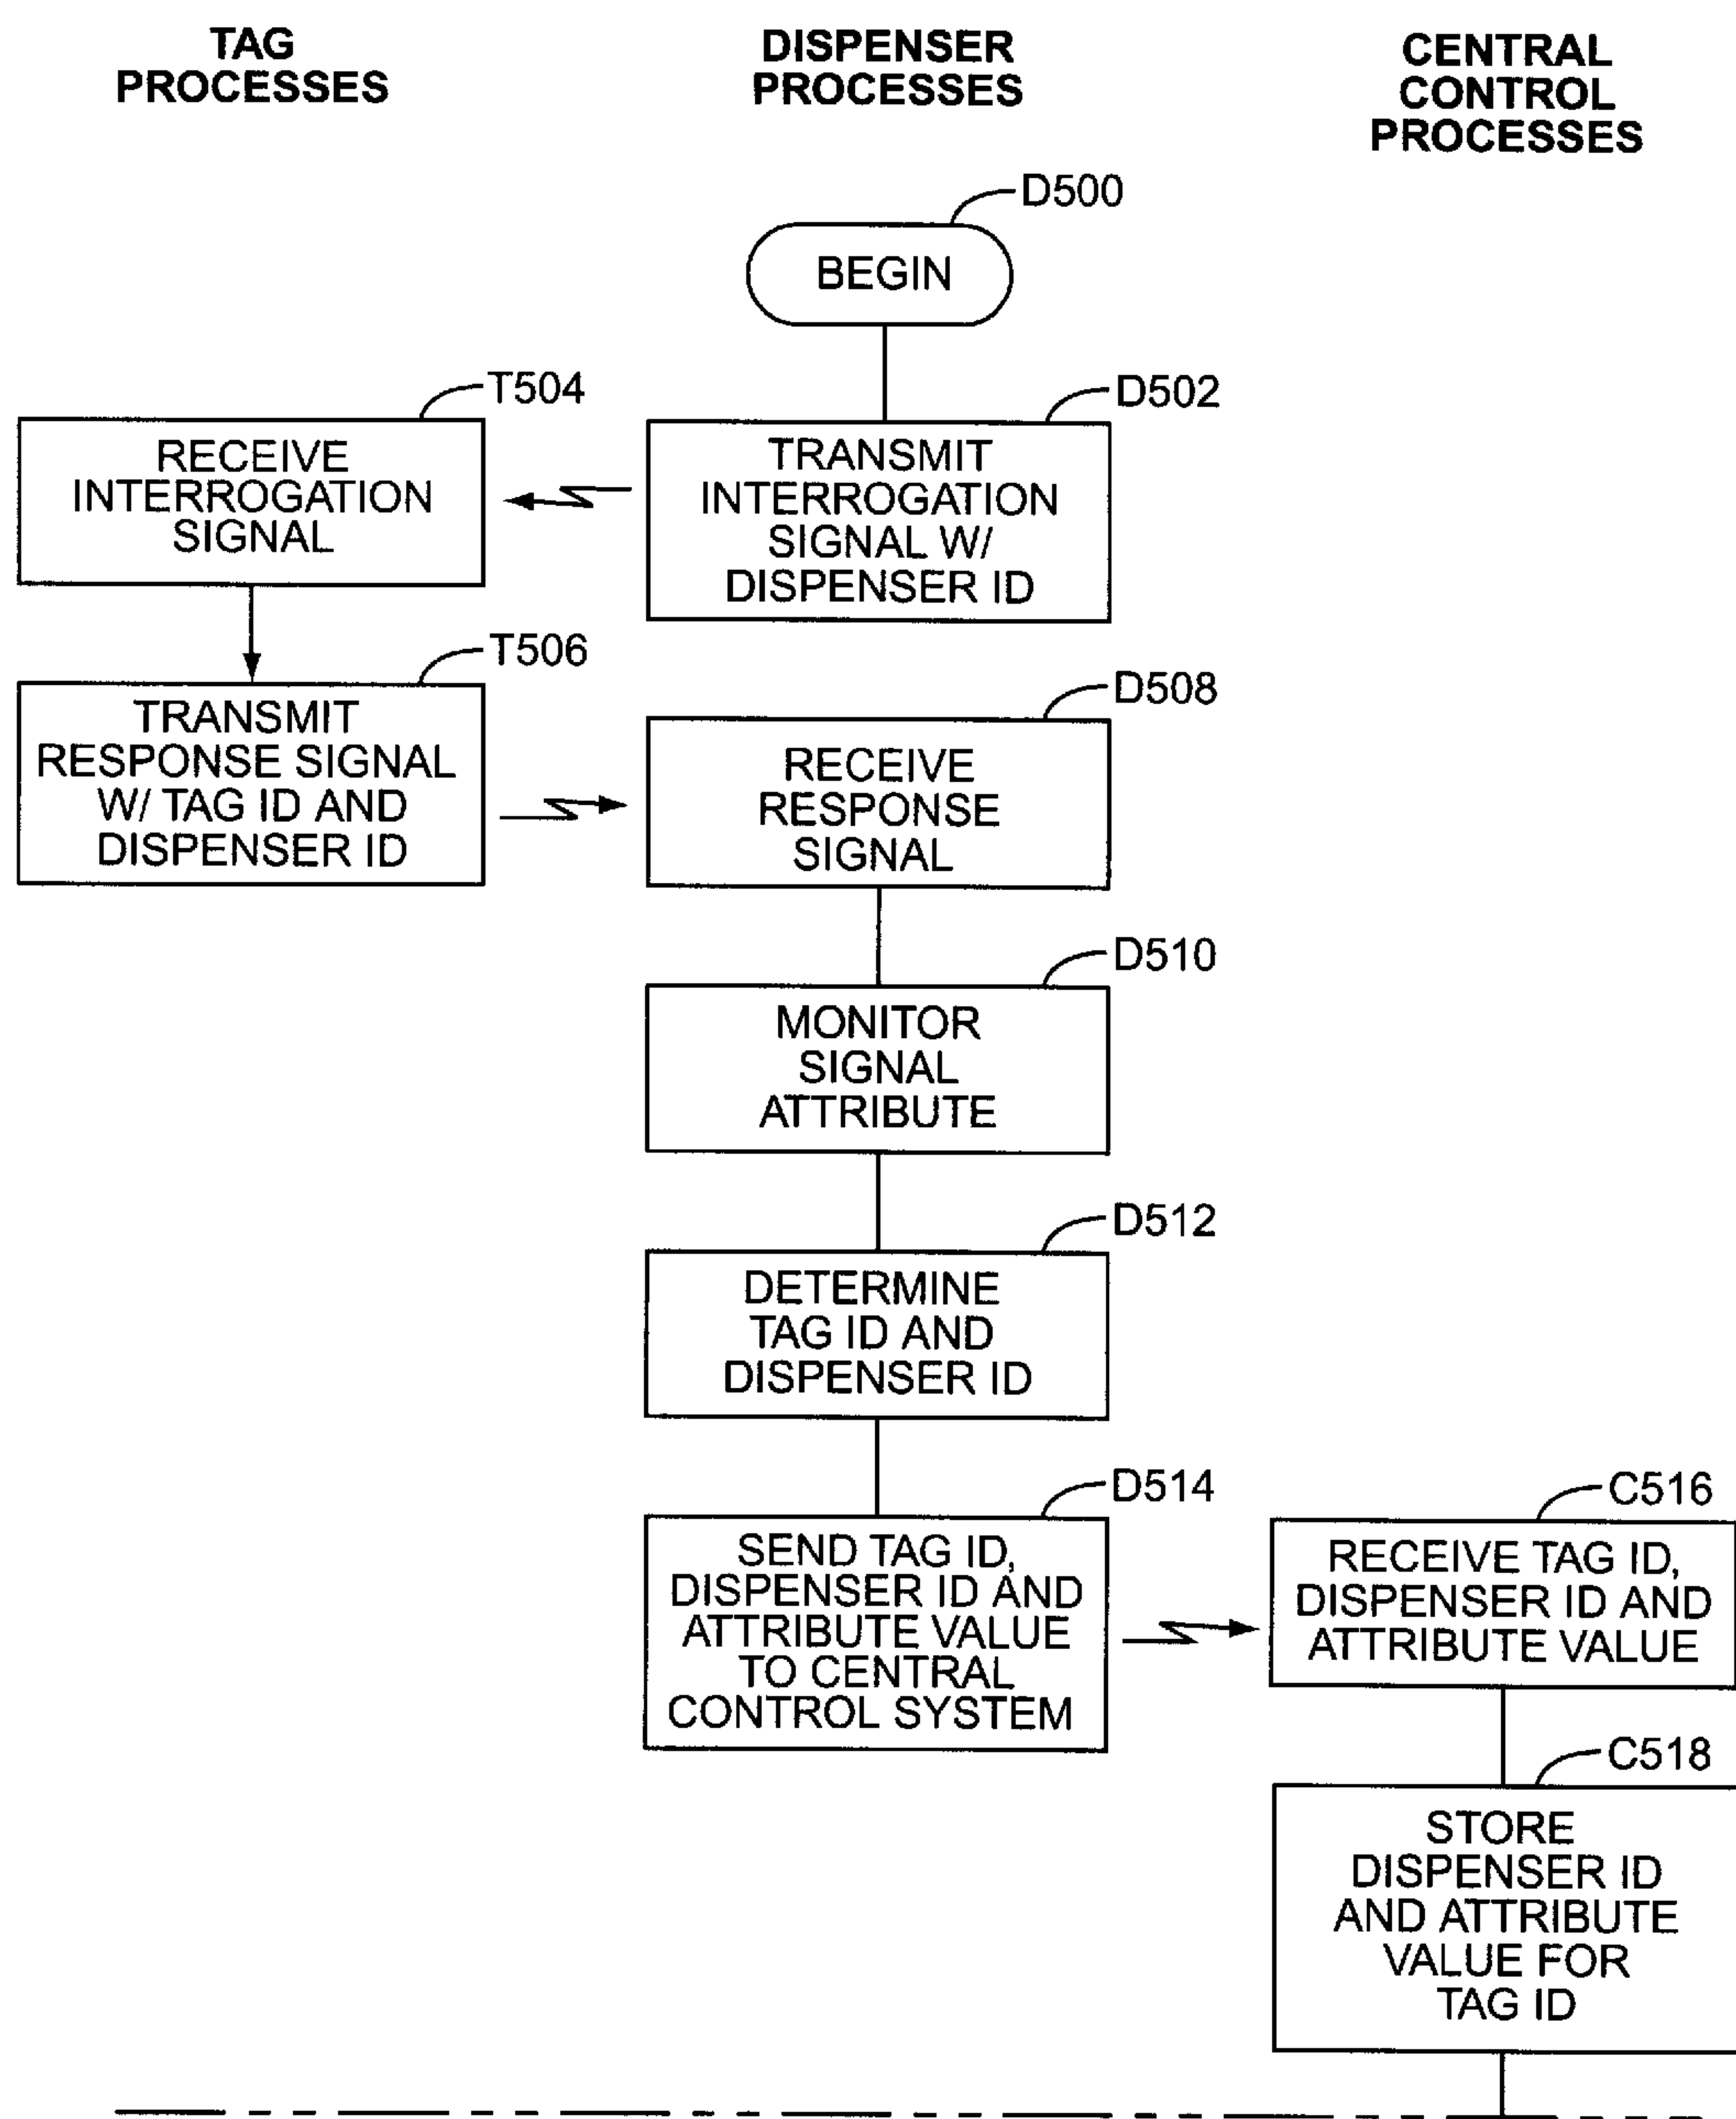 TAG
PROCESSES
DISPENSER
PROCESSES
CENTRAL
CONTROL
PROCESSES
D500
BEGIN
T504
RECEIVE
INTERROGATION
SIGNAL
D502
TRANSMIT
INTERROGATION
SIGNAL W/
DISPENSER ID
T506
TRANSMIT
RESPONSE SIGNAL
W/ TAG ID AND
DISPENSER ID
D508
RECEIVE
RESPONSE
SIGNAL
D510
MONITOR
SIGNAL
ATTRIBUTE
D512
DETERMINE
TAG ID AND
DISPENSER ID
D514
SEND TAG ID,
DISPENSER ID AND
ATTRIBUTE VALUE
TO CENTRAL
CONTROL SYSTEM
C516
RECEIVE TAG ID,
DISPENSER ID AND
ATTRIBUTE VALUE
C518
STORE
DISPENSER ID
AND ATTRIBUTE
VALUE FOR
TAG ID